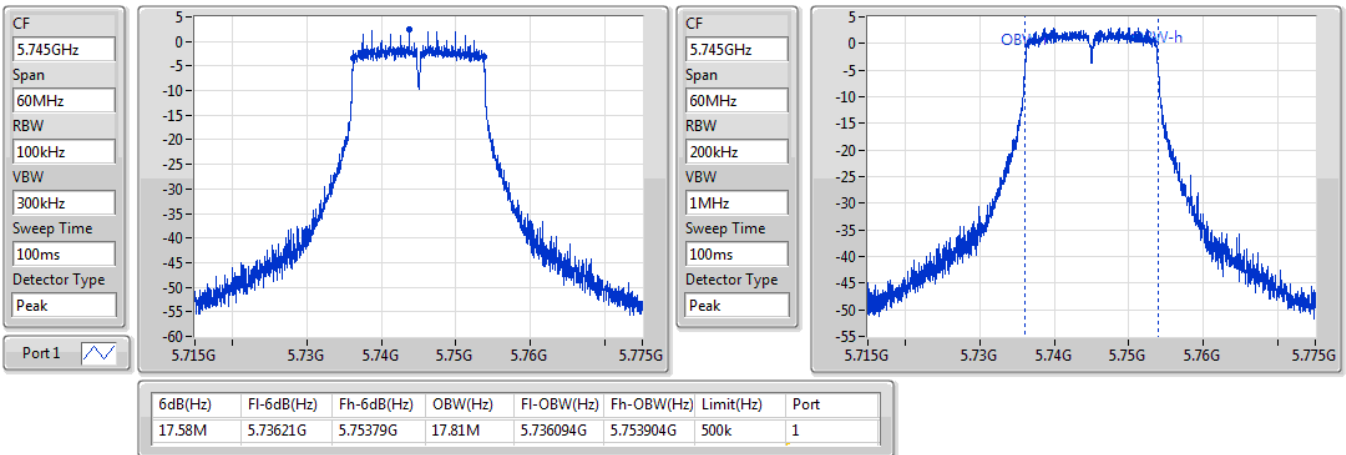 CF
5.745GHz
Span
60MHz
RBW
100kHz
VBW
300kHz
Sweep Time
100ms
Detector Type
Peak
Port 1
5
0
-5
-10
-15
-20
-25
-30
-35
-40
-45
-50
-55
-60
5.715G 5.73G 5.74G 5.75G 5.76G 5.775G
CF
5.745GHz
Span
60MHz
RBW
200kHz
VBW
1MHz
Sweep Time
100ms
Detector Type
Peak
5
0
-5
-10
-15
-20
-25
-30
-35
-40
-45
-50
-55
5.715G 5.73G 5.74G 5.75G 5.76G 5.775G
6dB(Hz) Fl-6dB(Hz) Fh-6dB(Hz) OBW(Hz) Fl-OBW(Hz) Fh-OBW(Hz) Limit(Hz) Port
17.58M 5.73621G 5.75379G 17.81M 5.736094G 5.753904G 500k 1